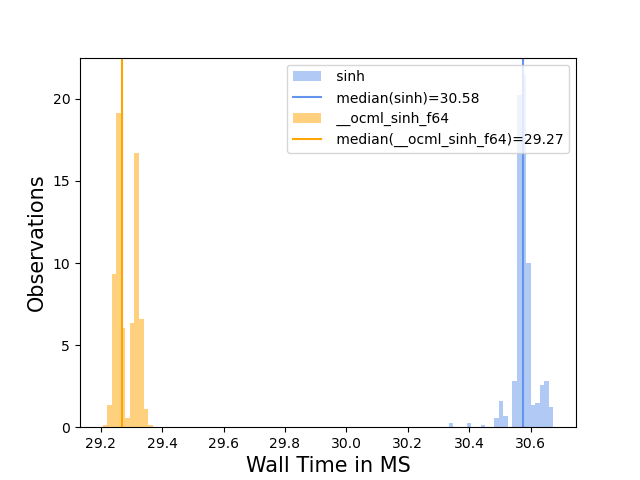 sinh
median(sinh)=30.58
__ocml_sinh_f64
median(__ocml_sinh_f64)=29.27
Observations
20
15
10
5
0
29.2 29.4 29.6 29.8 30.0 30.2 30.4 30.6
Wall Time in MS